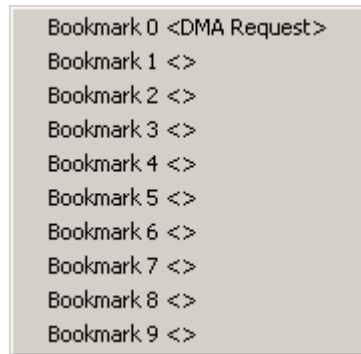 Bookmark 0 <DMA Request>
Bookmark 1 <>
Bookmark 2 <>
Bookmark 3 <>
Bookmark 4 <>
Bookmark 5 <>
Bookmark 6 <>
Bookmark 7 <>
Bookmark 8 <>
Bookmark 9 <>